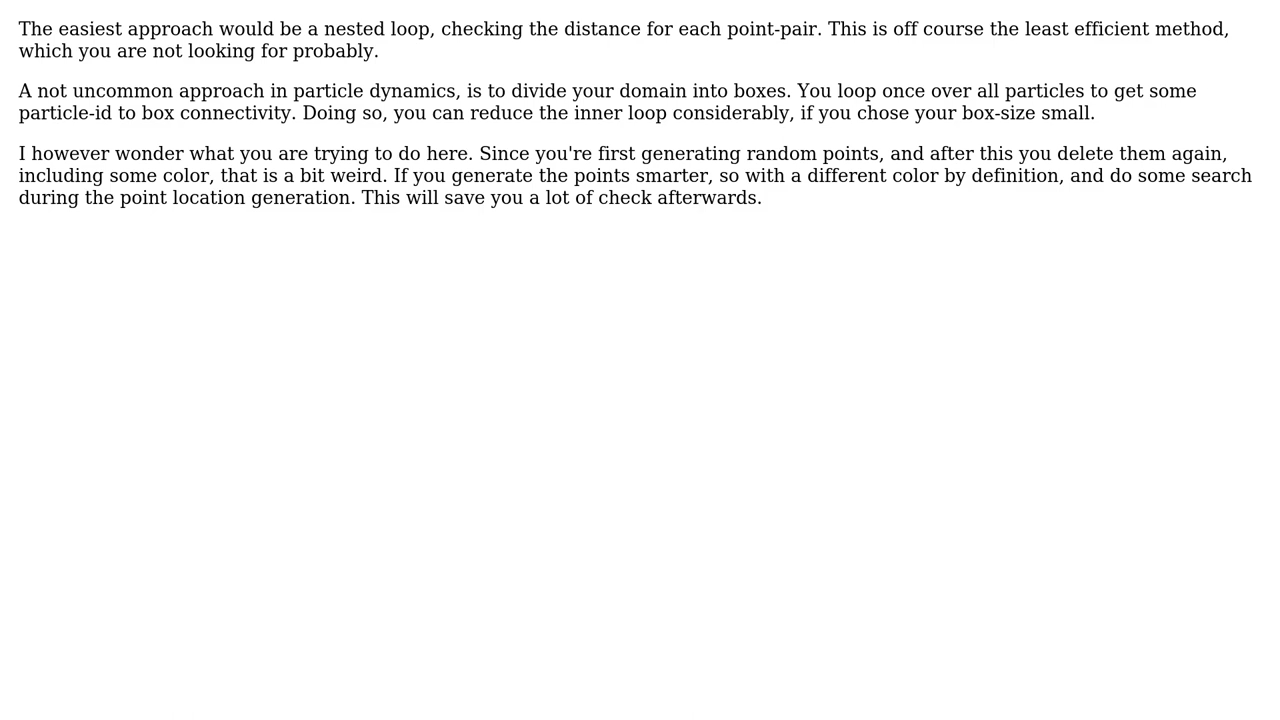 The easiest approach would be a nested loop, checking the distance for each point-pair. This is off course the least efficient method,
which you are not looking for probably.
A not uncommon approach in particle dynamics, is to divide your domain into boxes. You loop once over all particles to get some
particle-id to box connectivity. Doing so, you can reduce the inner loop considerably, if you chose your box-size small.
I however wonder what you are trying to do here. Since you're first generating random points, and after this you delete them again,
including some color, that is a bit weird. If you generate the points smarter, so with a different color by definition, and do some search
during the point location generation. This will save you a lot of check afterwards.